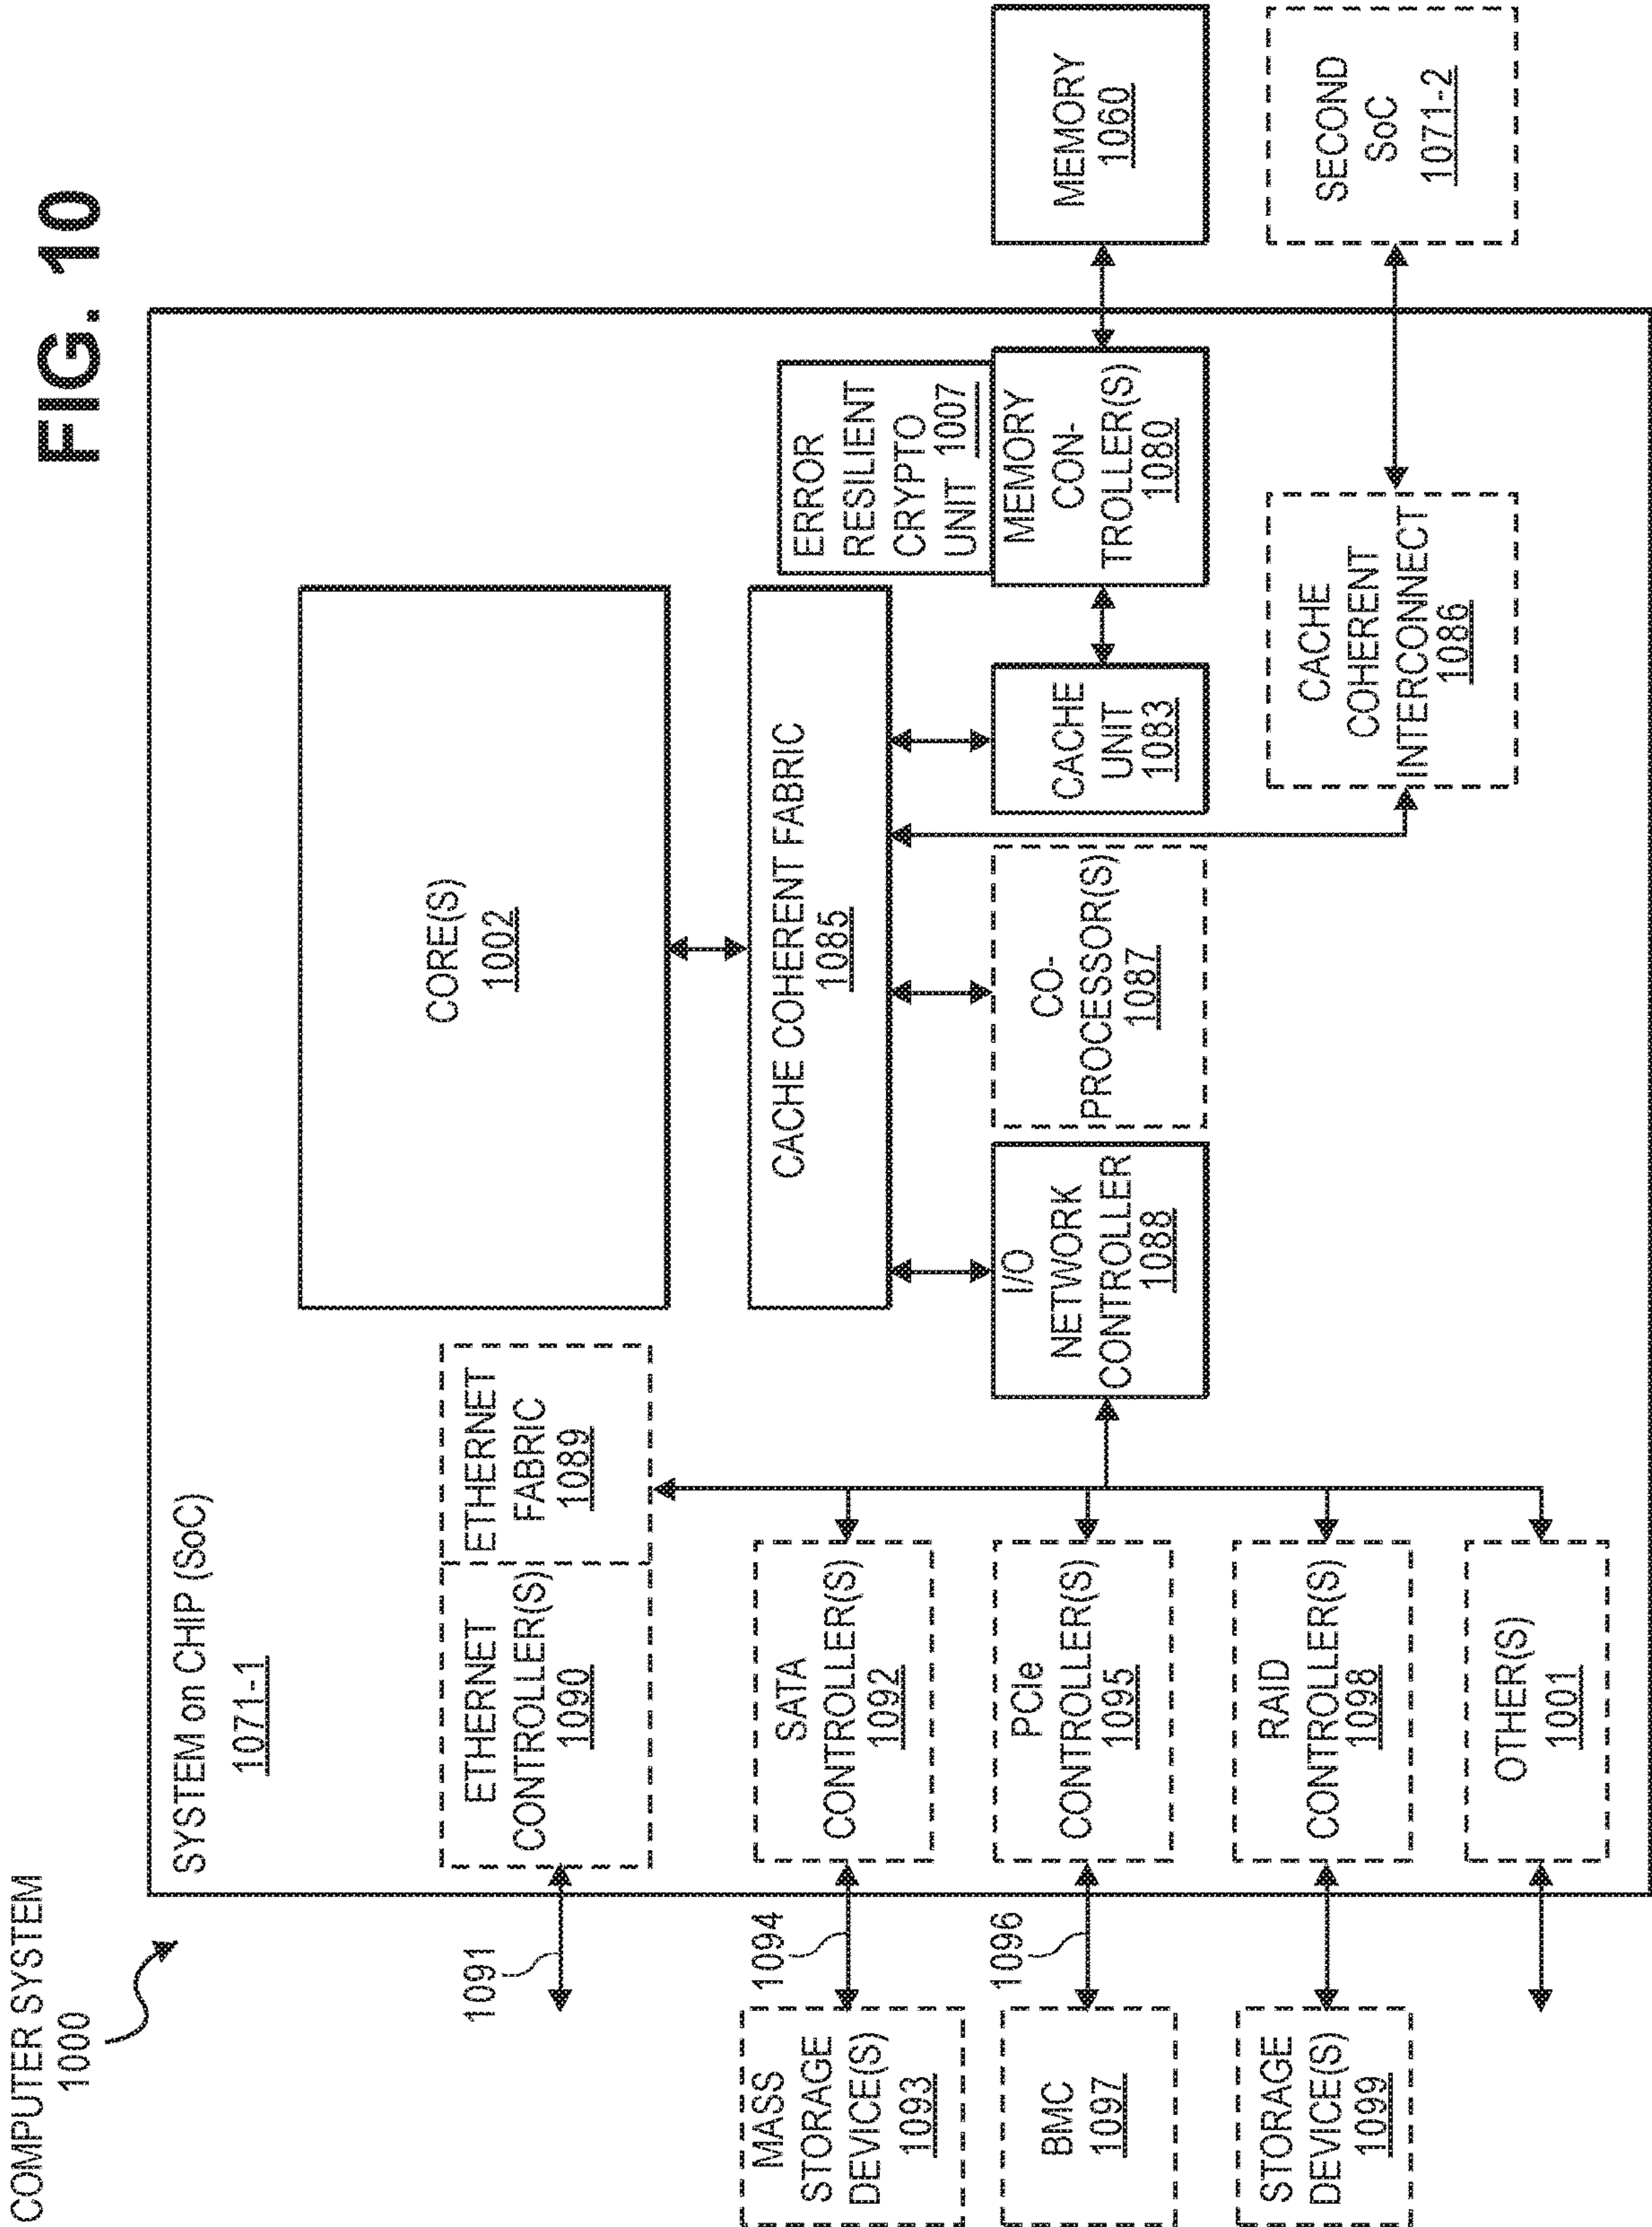 FIG. 10
COMPUTER SYSTEM
1000
SYSTEM on CHIP (SoC)
1071-1
CORE(S)
1002
ETHERNET
CONTROLLER(S)
1090
ETHERNET
FABRIC
1089
1091
CACHE COHERENT FABRIC
1085
ERROR
RESILIENT
CRYPTO
UNIT 1007
MASS
STORAGE
DEVICE(S)
1093
1094
SATA
CONTROLLER(S)
1092
BMC
1097
1096
PCIe
CONTROLLER(S)
1095
I/O
NETWORK
CONTROLLER
1088
CO-
PROCESSOR(S)
1087
CACHE
UNIT
1083
MEMORY
CON-
TROLLER(S)
1080
MEMORY
1060
STORAGE
DEVICE(S)
1099
RAID
CONTROLLER(S)
1098
CACHE
COHERENT
INTERCONNECT
1086
SECOND
SoC
1071-2
OTHER(S)
1001